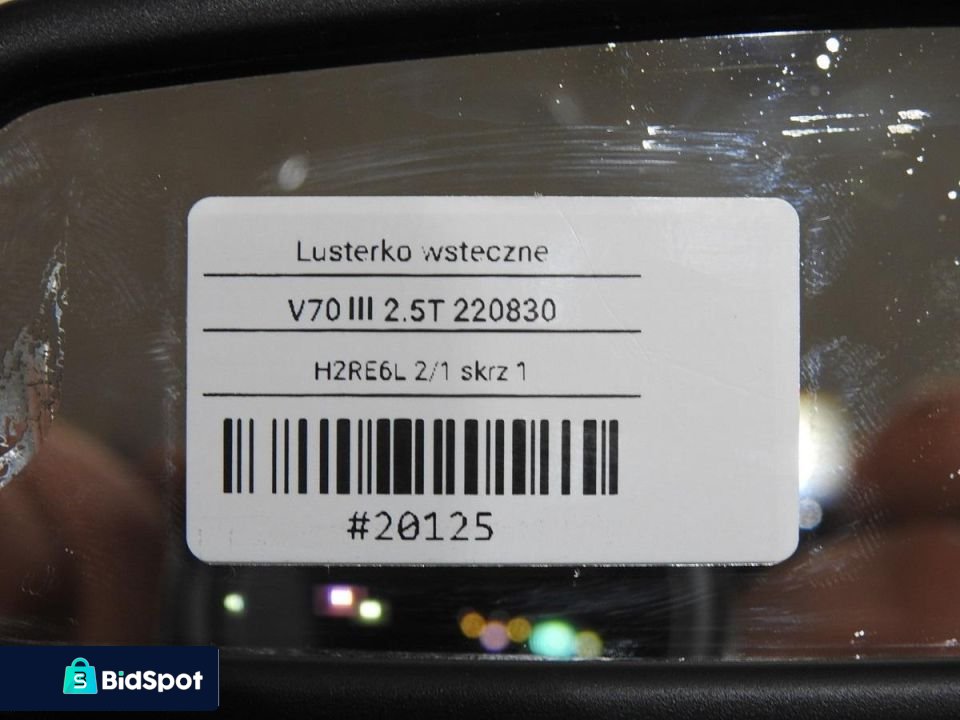 Lusterko wsteczne
V70 III 2.5T 220830
H2RE6L 2/1 skrz 1
#20125
S BidSpot